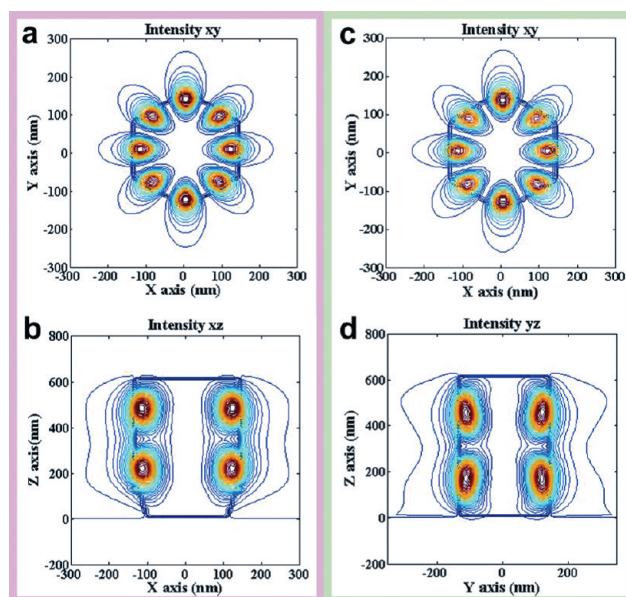 a
Intensity xy
300
200
100
0
-100
-200
-300
Y axis (nm)
-300 -200 -100 0 100 200 300
X axis (nm)
b
Intensity xz
800
600
400
200
0
-200
Z axis(nm)
-300 -200 -100 0 100 200 300
X axis (nm)
c
Intensity xy
300
200
100
0
-100
-200
-300
Y axis (nm)
-300 -200 -100 0 100 200 300
X axis (nm)
d
Intensity yz
800
600
400
200
0
-200
Z axis (nm)
-200 0 200
Y axis (nm)